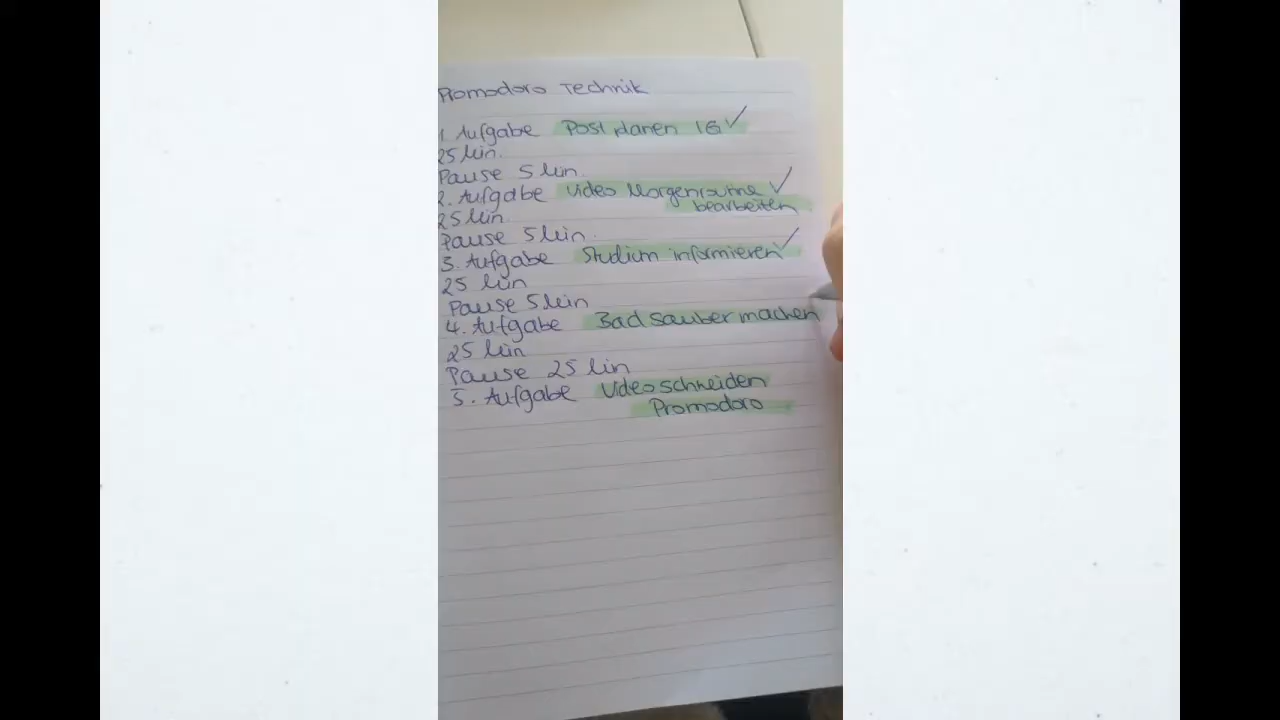 Promodoro Technik
1 Aufgabe Post planen IG ✓
25 Min.
Pause 5 Min.
2. Aufgabe Video Morgenroutine ✓
bearbeiten
25 Min
Pause 5 Min.
3. Aufgabe Studium informieren ✓
25 Min
Pause 5 Min
4. Aufgabe Bad sauber machen
25 Min
Pause 25 Min
5. Aufgabe Video schneiden
Promodoro